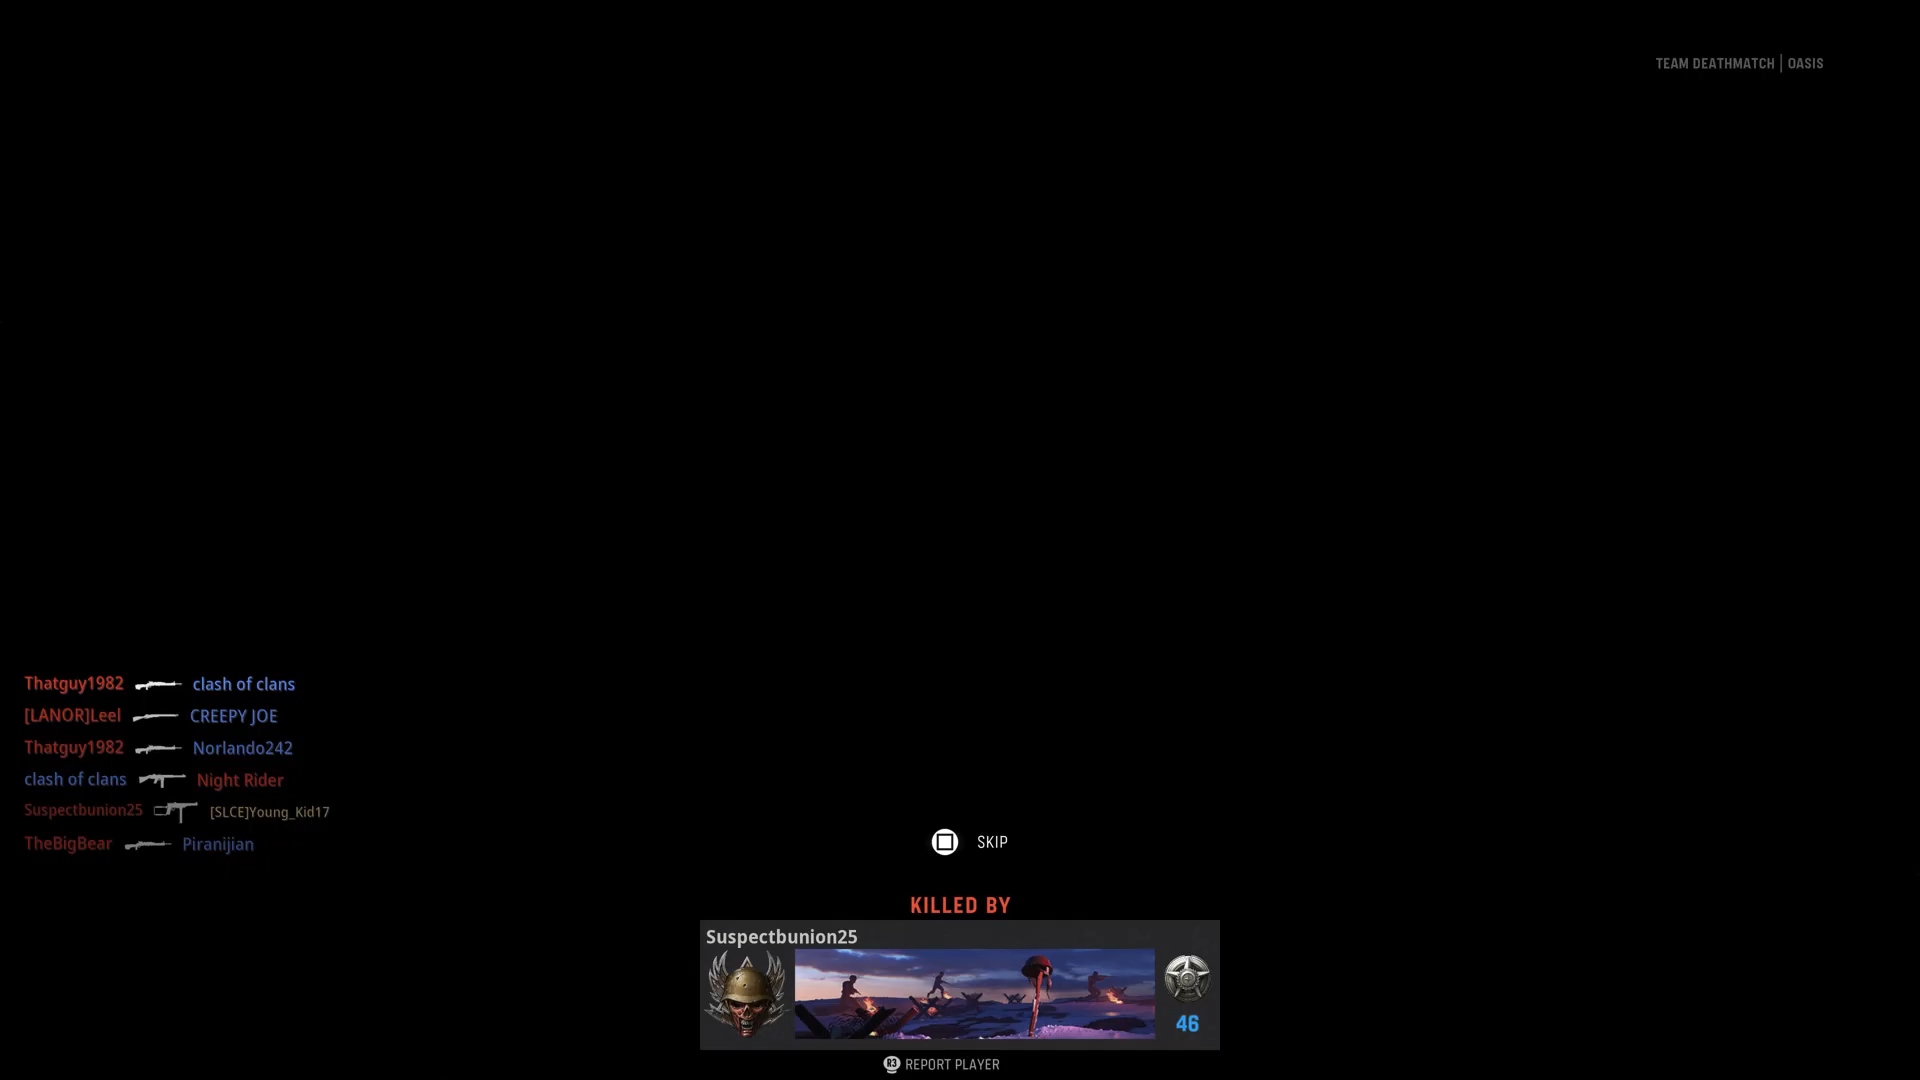 TEAM DEATHMATCH | OASIS
Thatguy1982 clash of clans
[LANOR]Leel CREEPY JOE
Thatguy1982 Norlando242
clash of clans Night Rider
Suspectbunion25 [SLCE]Young_Kid17
TheBigBear Piranijian
SKIP
KILLED BY
Suspectbunion25
46
R3 REPORT PLAYER